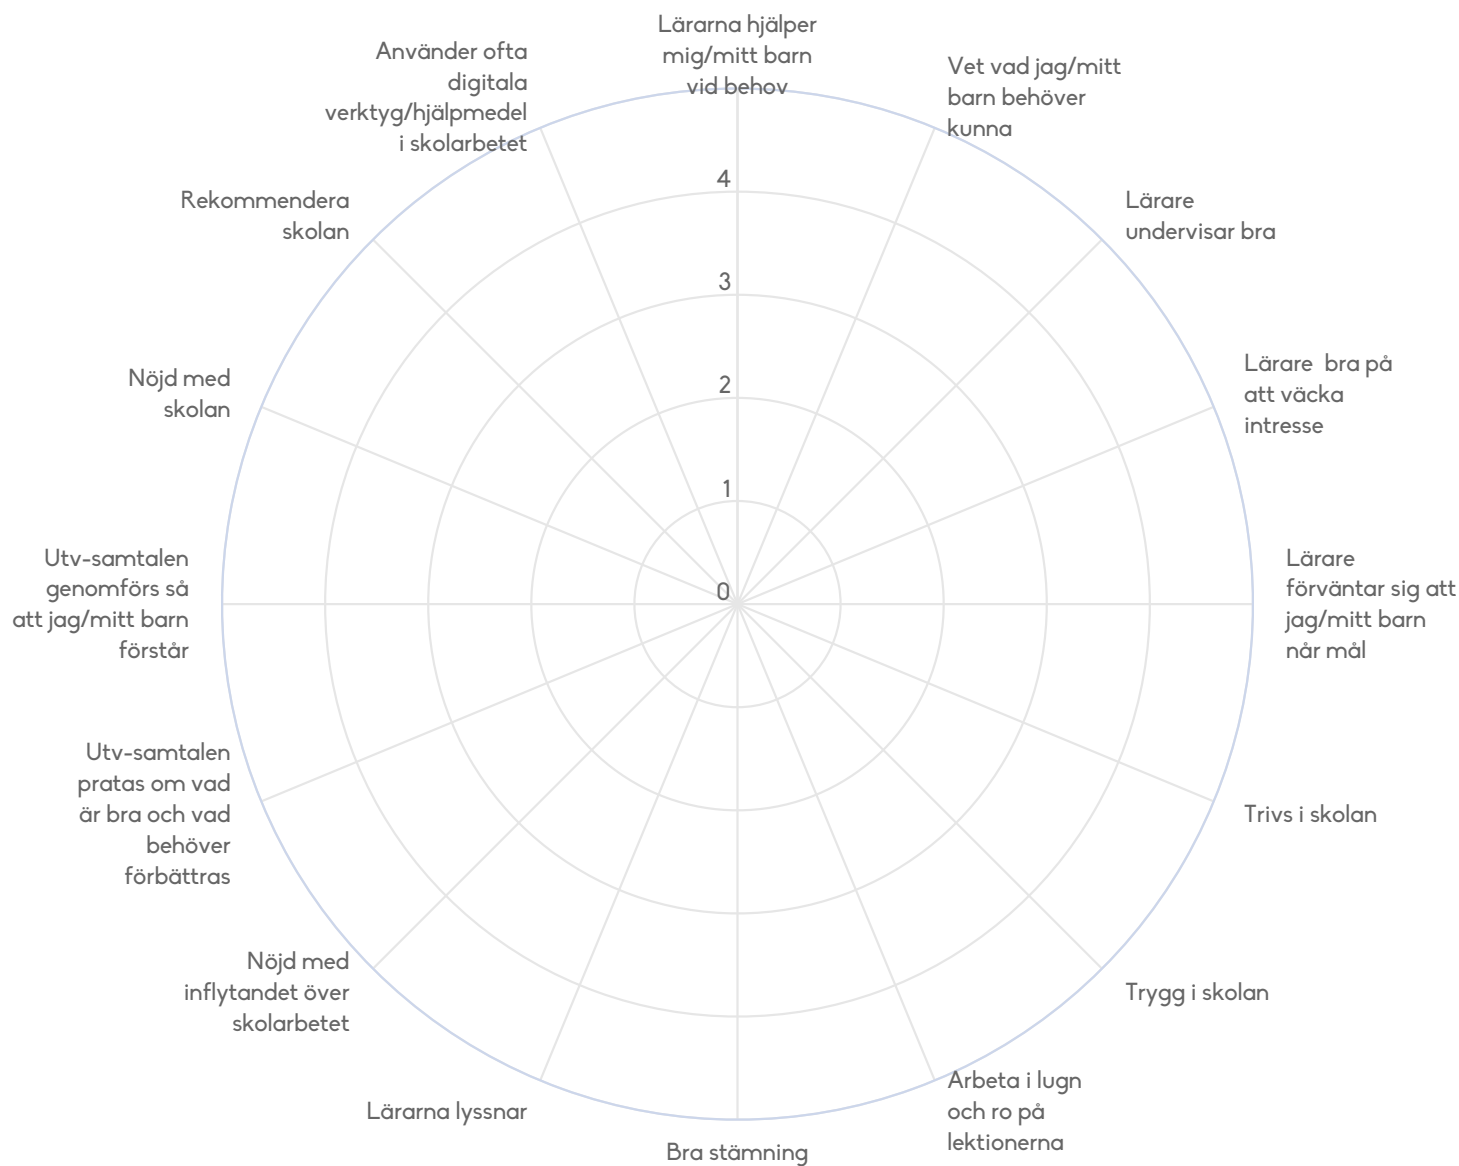 Lärarna hjälper
mig/mitt barn
vid behov
Vet vad jag/mitt
barn behöver
kunna
Lärare
undervisar bra
Lärare  bra på
att väcka
intresse
Lärare
förväntar sig att
jag/mitt barn
når mål
Trivs i skolan
Trygg i skolan
Arbeta i lugn
och ro på
lektionerna
Bra stämning
Lärarna lyssnar
Nöjd med
inflytandet över
skolarbetet
Utv-samtalen
pratas om vad
är bra och vad
behöver
förbättras
Utv-samtalen
genomförs så
att jag/mitt barn
förstår
Nöjd med
skolan
Rekommendera
skolan
Använder ofta
digitala
verktyg/hjälpmedel
i skolarbetet
4
3
2
1
0